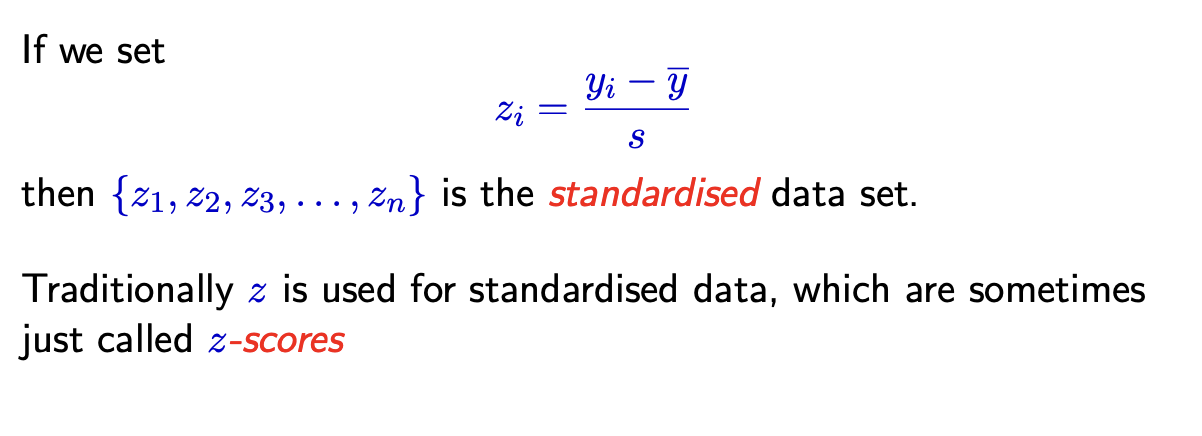 If we set
z_i = \frac{y_i - \overline{y}}{s}
then {z_1, z_2, z_3, . . . , z_n} is the standardised data set.
Traditionally z is used for standardised data, which are sometimes
just called z-scores